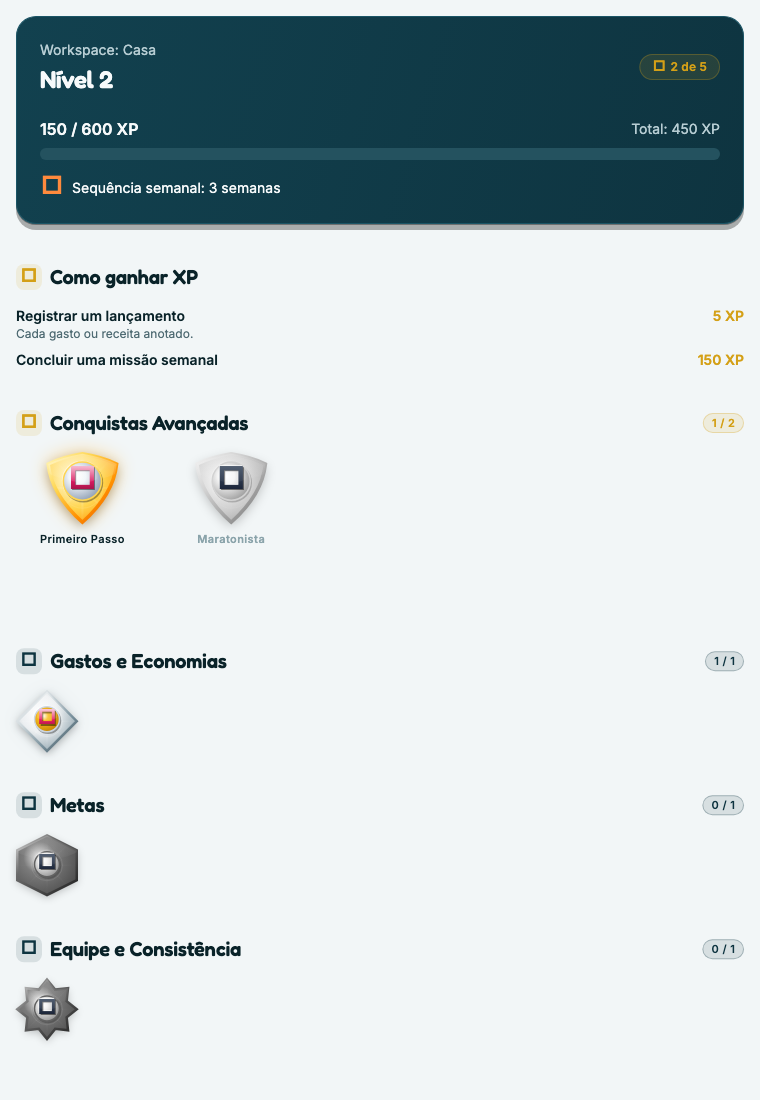 Workspace: Casa
Nível 2
2 de 5
150 / 600 XP
Total: 450 XP
Sequência semanal: 3 semanas
Como ganhar XP
Registrar um lançamento
5 XP
Cada gasto ou receita anotado.
Concluir uma missão semanal
150 XP
Conquistas Avançadas
1 / 2
Primeiro Passo
Maratonista
Gastos e Economias
1 / 1
Metas
0 / 1
Equipe e Consistência
0 / 1